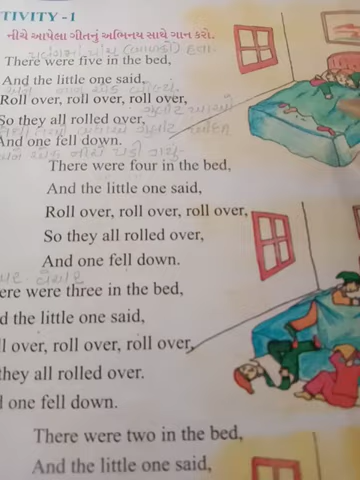 TIVITY -1
નીચે આપેલા ગીતનું અભિનય સાથે ગાન કરો.
There were five in the bed,
And the little one said,
Roll over, roll over, roll over,
So they all rolled over,
And one fell down.
There were four in the bed,
And the little one said,
Roll over, roll over, roll over,
So they all rolled over,
And one fell down.
ere were three in the bed,
d the little one said,
ll over, roll over, roll over,
they all rolled over.
d one fell down.
There were two in the bed,
And the little one said,